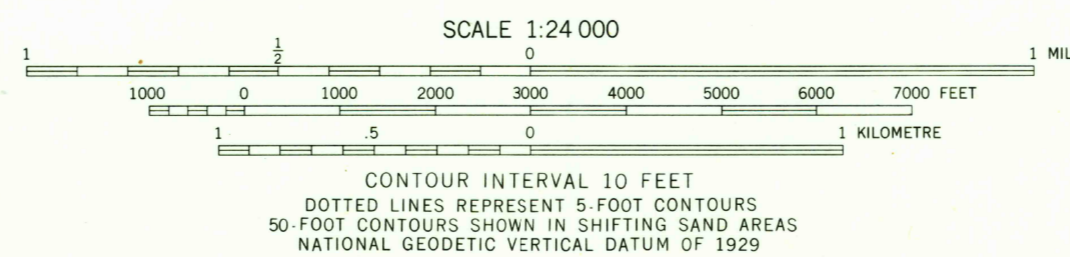 SCALE 1:24 000
1 1/2 0 1
1000 0 1000 2000 3000 4000 5000 6000 7000 FEET
1 .5 0 1 KILOMETRE
CONTOUR INTERVAL 10 FEET
DOTTED LINES REPRESENT 5-FOOT CONTOURS
50-FOOT CONTOURS SHOWN IN SHIFTING SAND AREAS
NATIONAL GEODETIC VERTICAL DATUM OF 1929